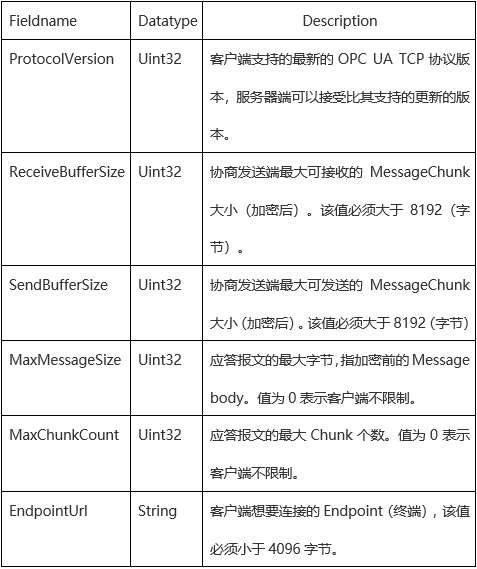 Fieldname Datatype Description
ProtocolVersion Uint32 客户端支持的最新的 OPC UA TCP 协议版
本，服务器端可以接受比其支持的更新的版
本。
ReceiveBufferSize Uint32 协商发送端最大可接收的 MessageChunk
大小（加密后）。该值必须大于 8192（字
节）。
SendBufferSize Uint32 协商发送端最大可发送的 MessageChunk
大小（加密后）。该值必须大于 8192（字节）
MaxMessageSize Uint32 应答报文的最大字节，指加密前的 Message
body。值为 0 表示客户端不限制。
MaxChunkCount Uint32 应答报文的最大 Chunk 个数。值为 0 表示
客户端不限制。
EndpointUrl String 客户端想要连接的 Endpoint（终端），该值
必须小于 4096 字节。